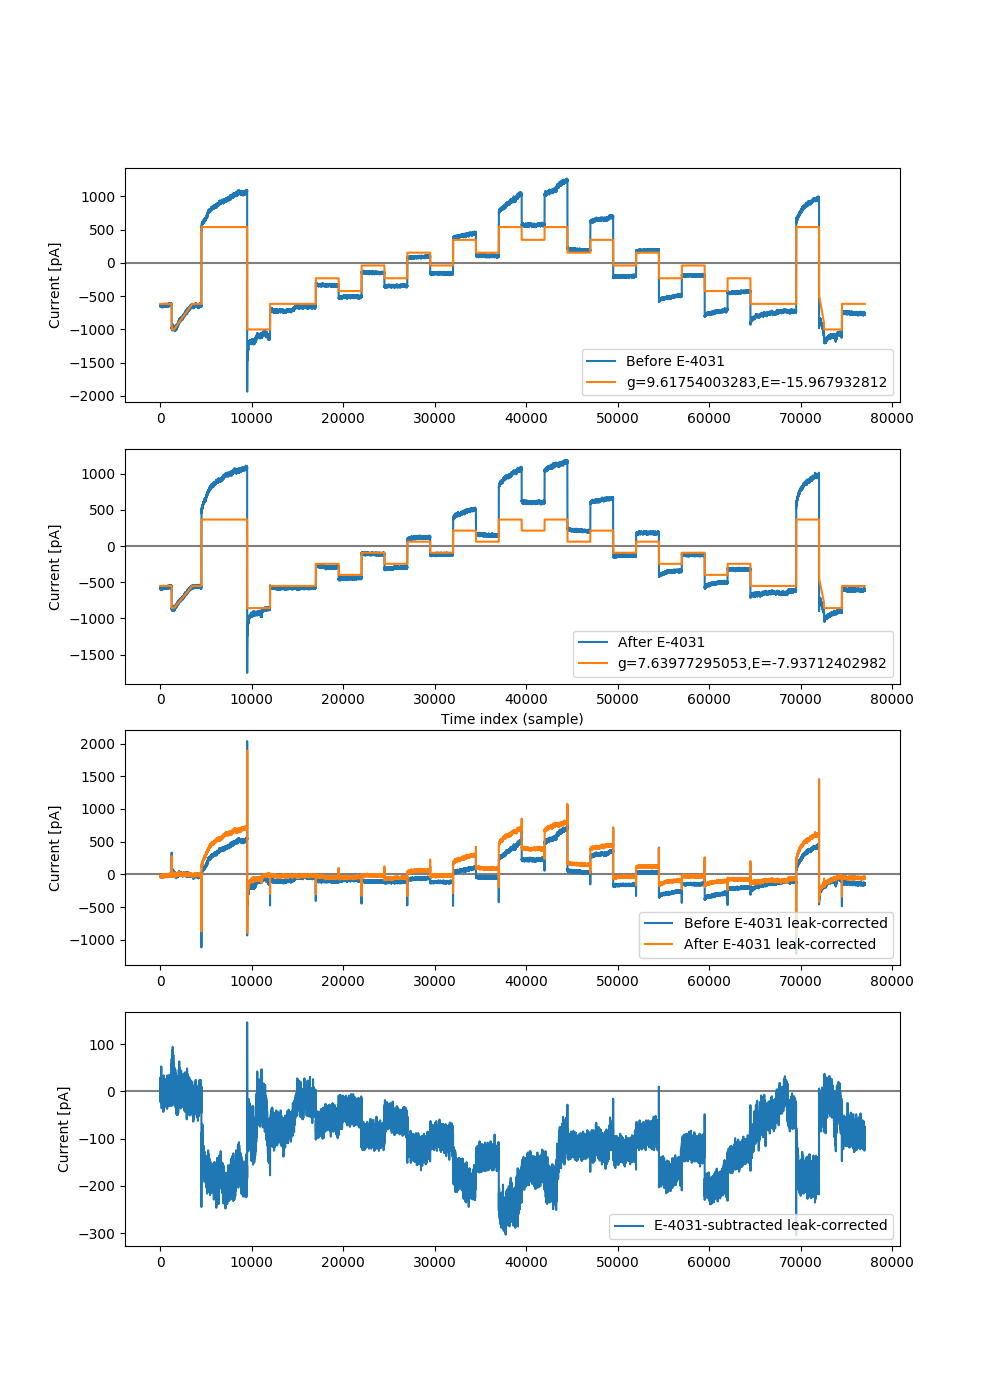 1000
500
0
−500
−1000
−1500
−2000
Current [pA]
Before E-4031
g=9.61754003283,E=-15.967932812
0 10000 20000 30000 40000 50000 60000 70000 80000
1000
500
0
−500
−1000
−1500
Current [pA]
After E-4031
g=7.63977295053,E=-7.93712402982
0 10000 20000 30000 40000 50000 60000 70000 80000
Time index (sample)
2000
1500
1000
500
0
−500
−1000
Current [pA]
Before E-4031 leak-corrected
After E-4031 leak-corrected
0 10000 20000 30000 40000 50000 60000 70000 80000
100
0
−100
−200
−300
Current [pA]
E-4031-subtracted leak-corrected
0 10000 20000 30000 40000 50000 60000 70000 80000